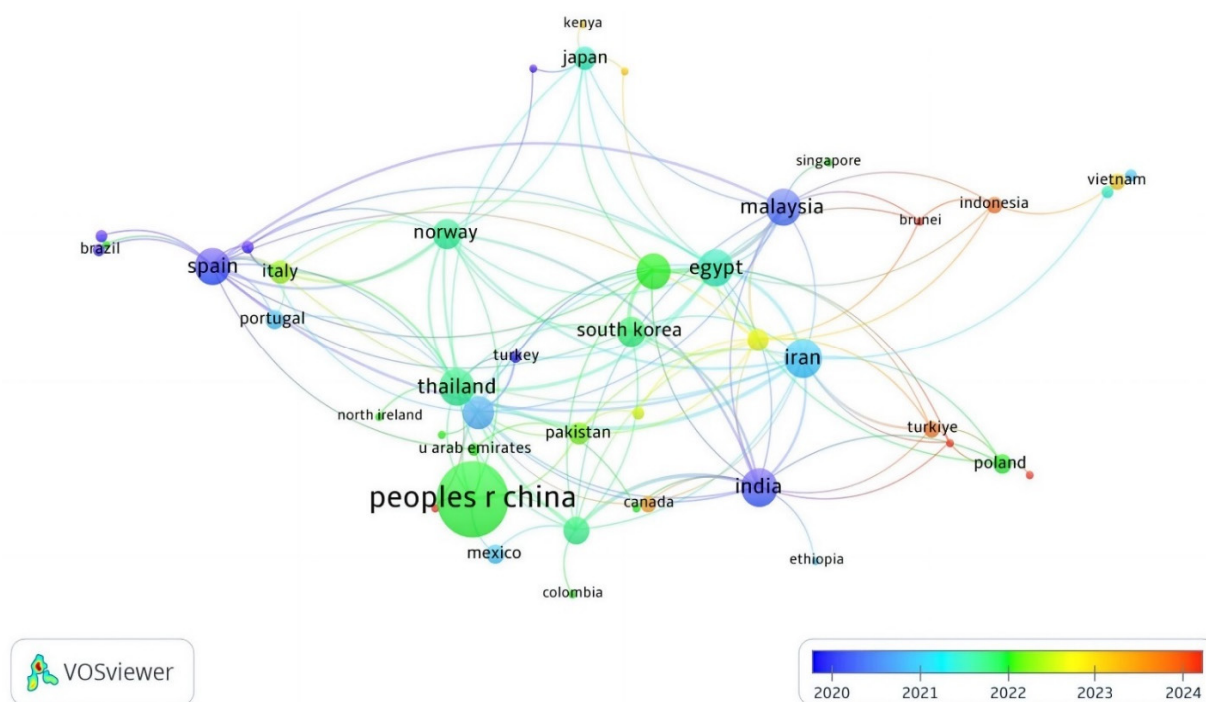 kenya
japan
singapore
vietnam
malaysia
indonesia
brunei
norway
brazil
spain
italy
egypt
portugal
south korea
turkey
iran
thailand
north ireland
pakistan
turkiye
u arab emirates
poland
peoples r china
india
canada
mexico
ethiopia
colombia
VOSviewer
2020 2021 2022 2023 2024